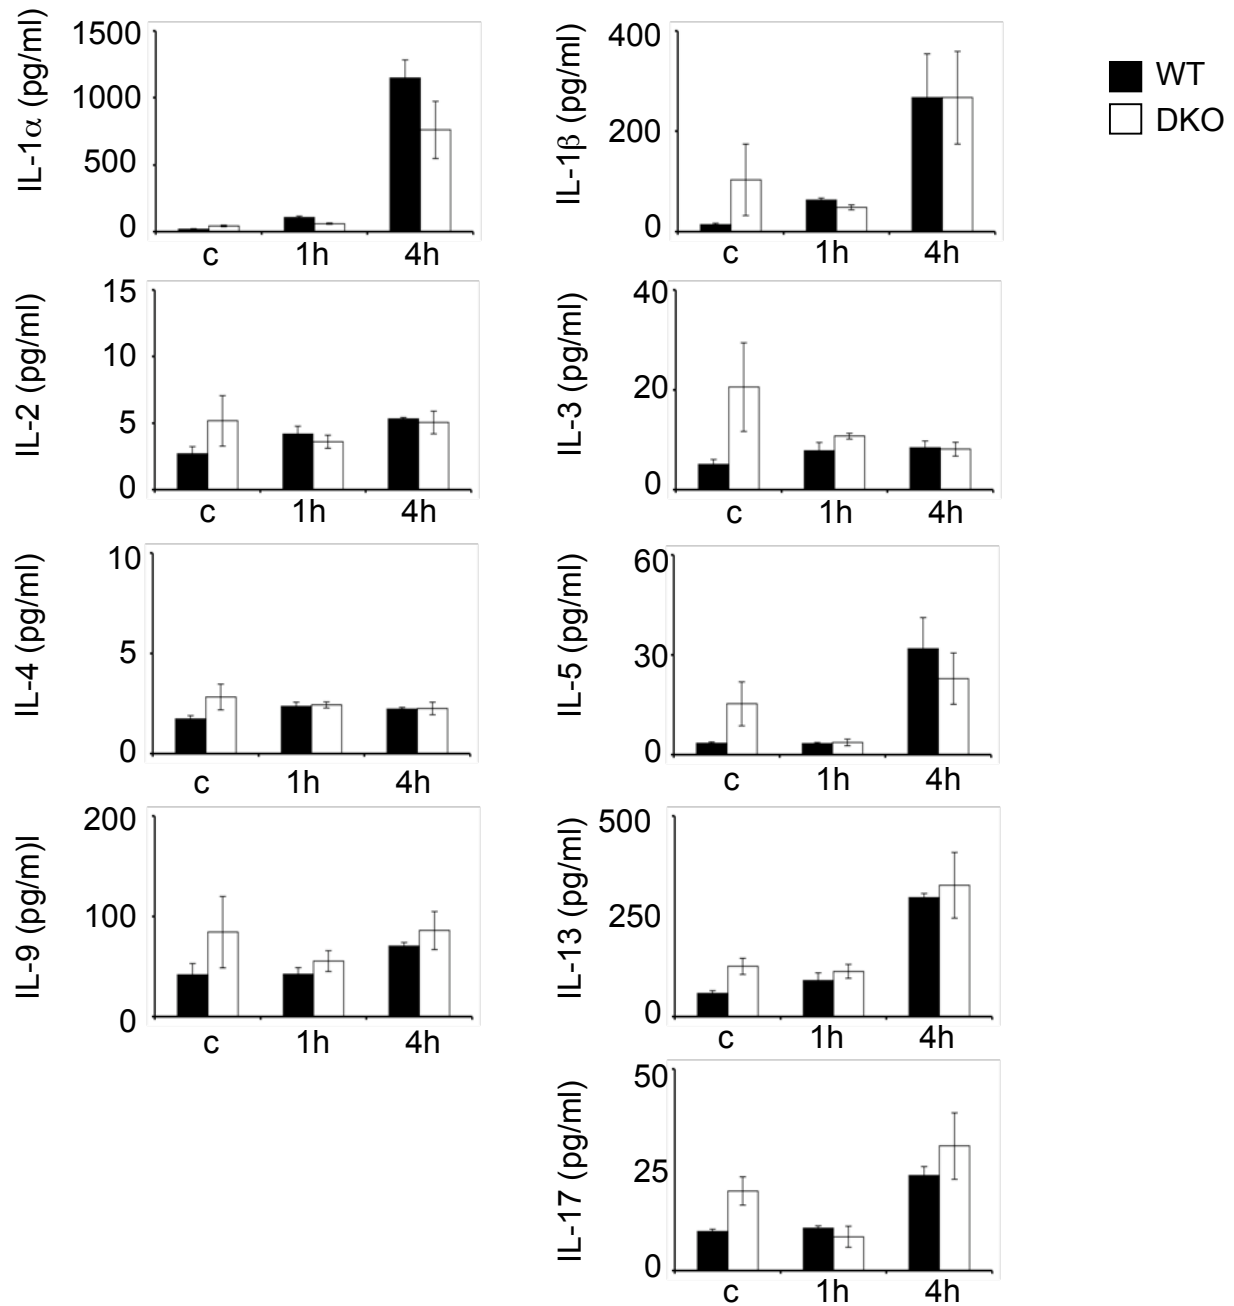 IL-1α (pg/ml)
1500
1000
500
0
c 1h 4h
IL-1β (pg/ml)
400
200
0
c 1h 4h
WT
DKO
IL-2 (pg/ml)
15
10
5
0
c 1h 4h
IL-3 (pg/ml)
40
20
0
c 1h 4h
IL-4 (pg/ml)
10
5
0
c 1h 4h
IL-5 (pg/ml)
60
30
0
c 1h 4h
IL-9 (pg/m)l
200
100
0
c 1h 4h
IL-13 (pg/ml)
500
250
0
c 1h 4h
IL-17 (pg/ml)
50
25
0
c 1h 4h